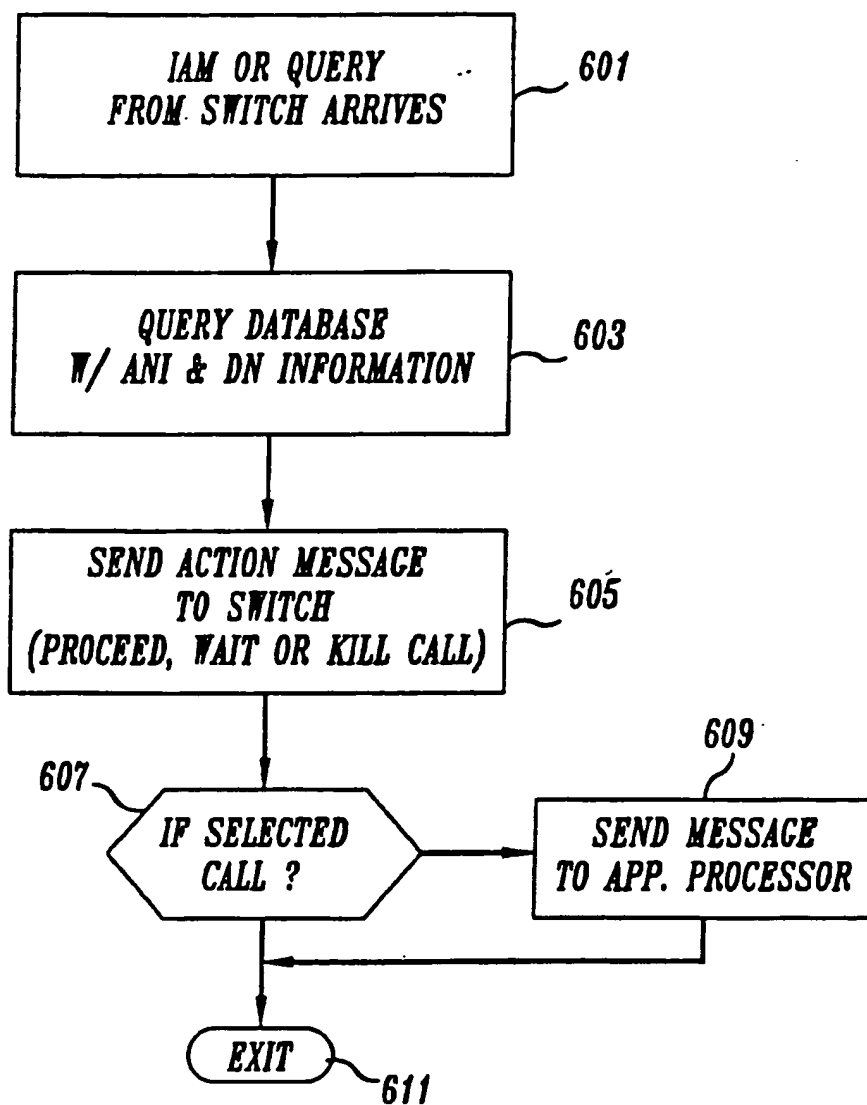 IAM OR QUERY
FROM SWITCH ARRIVES
601
QUERY DATABASE
W/ ANI & DN INFORMATION
603
SEND ACTION MESSAGE
TO SWITCH
(PROCEED, WAIT OR KILL CALL)
605
607
IF SELECTED
CALL ?
609
SEND MESSAGE
TO APP. PROCESSOR
EXIT
611